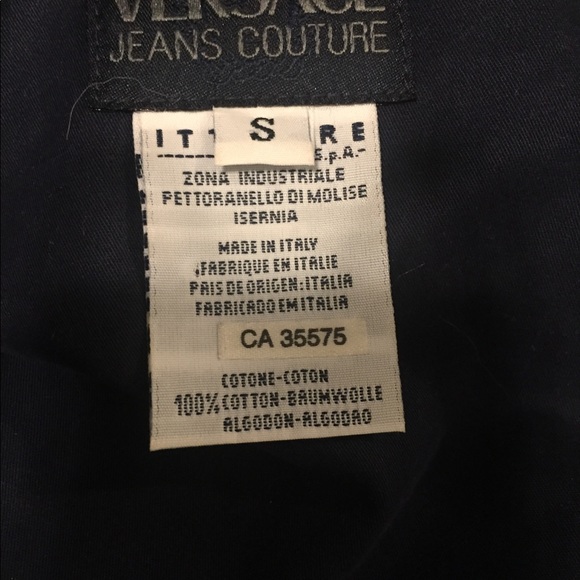 VERSACE
JEANS COUTURE
S
ITT RE
S.p.A.-
ZONA INDUSTRIALE
PETTORANELLO DI MOLISE
ISERNIA
MADE IN ITALY
FABRIQUE EN ITALIE
PAIS DE ORIGEN: ITALIA
FABRICADO EM ITALIA
CA 35575
COTONE-COTON
100% COTTON-BAUMWOLLE
ALGODON-ALGODAO